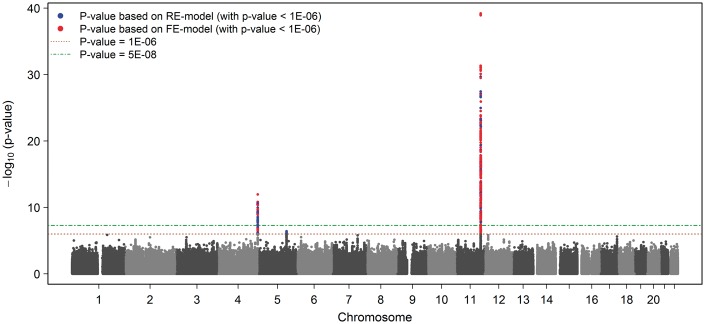 P-value based on RE-model (with p-value < 1E-06)
P-value based on FE-model (with p-value < 1E-06)
P-value = 1E-06
P-value = 5E-08
40
30
20
10
0
− log₁₀ (p-value)
1 2 3 4 5 6 7 8 9 10 11 12 13 14 15 16 18 20
Chromosome